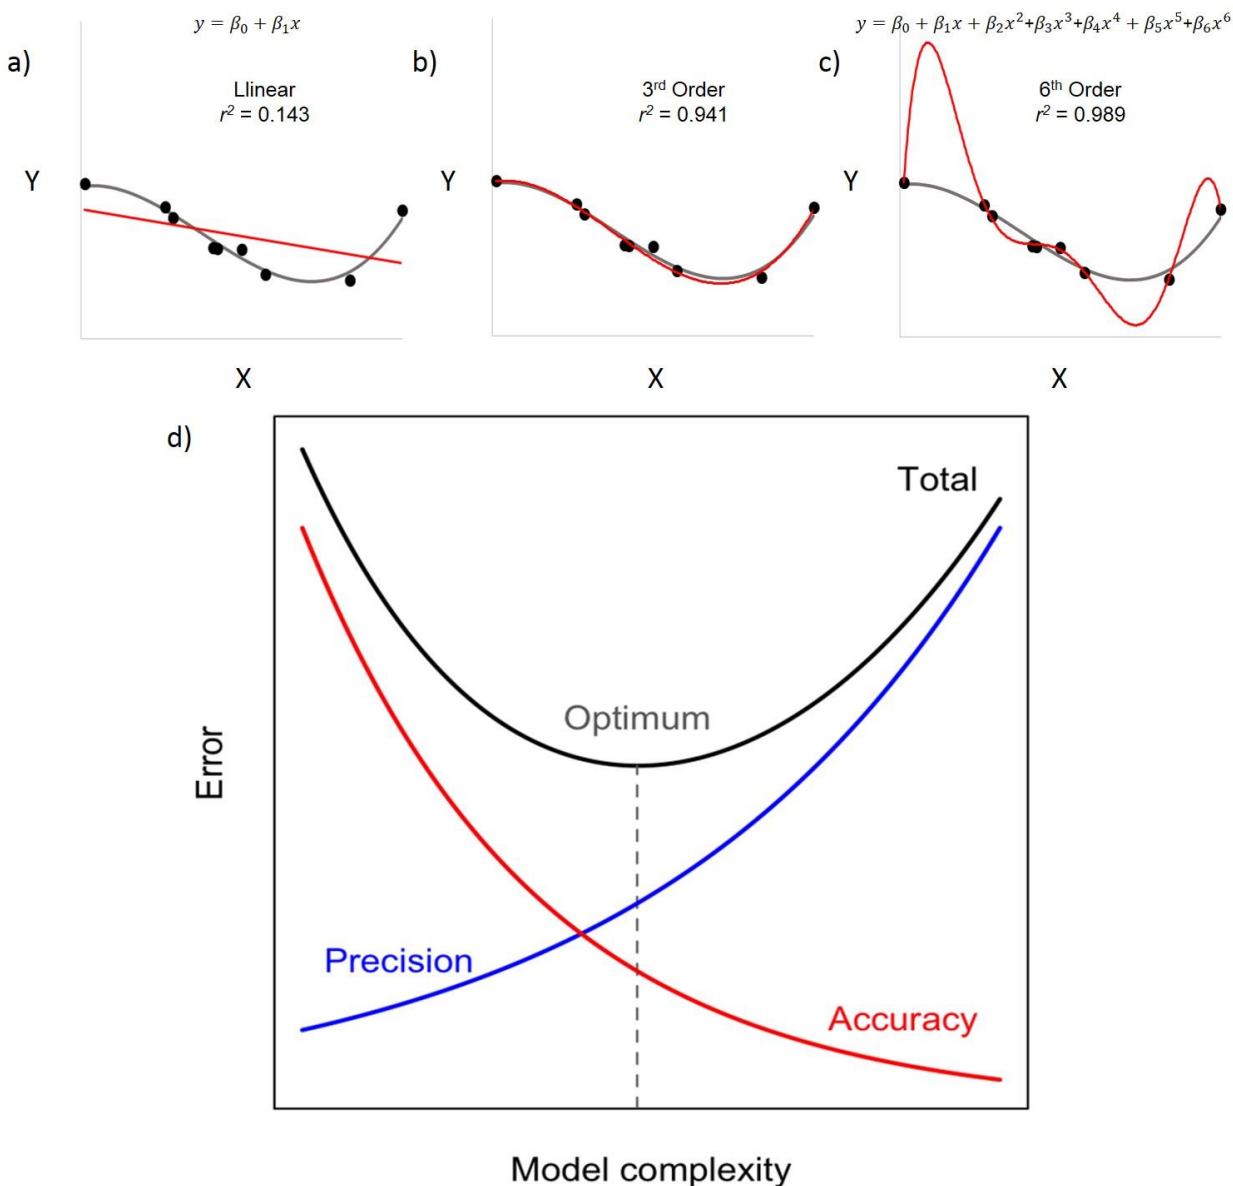 y = β₀ + β₁x
a)
Llinear
r² = 0.143
Y
X
b)
3ʳᵈ Order
r² = 0.941
Y
X
y = β₀ + β₁x + β₂x²+β₃x³+β₄x⁴ + β₅x⁵+β₆x⁶
c)
6ᵗʰ Order
r² = 0.989
Y
X
d)
Total
Optimum
Error
Precision
Accuracy
Model complexity